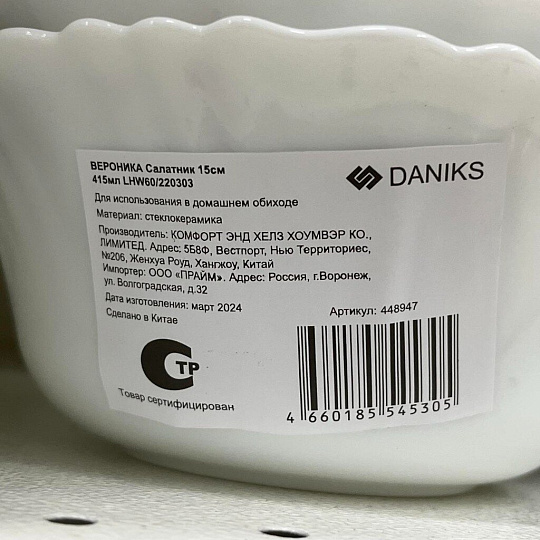 ВЕРОНИКА Салатник 15см
415мл LHW60/220303
DANIKS
Для использования в домашнем обиходе
Материал: стеклокерамика
Производитель: КОМФОРТ ЭНД ХЕЛЗ ХОУМВЭР КО.,
ЛИМИТЕД. Адрес: 5Б8Ф, Вестпорт, Нью Территориес,
№206, Женхуа Роуд, Хангжоу, Китай
Импортер: ООО «ПРАЙМ». Адрес: Россия, г.Воронеж,
ул. Волгоградская, д.32
Дата изготовления: март 2024
Сделано в Китае
Артикул: 448947
СТР
Товар сертифицирован
4 660185 545305